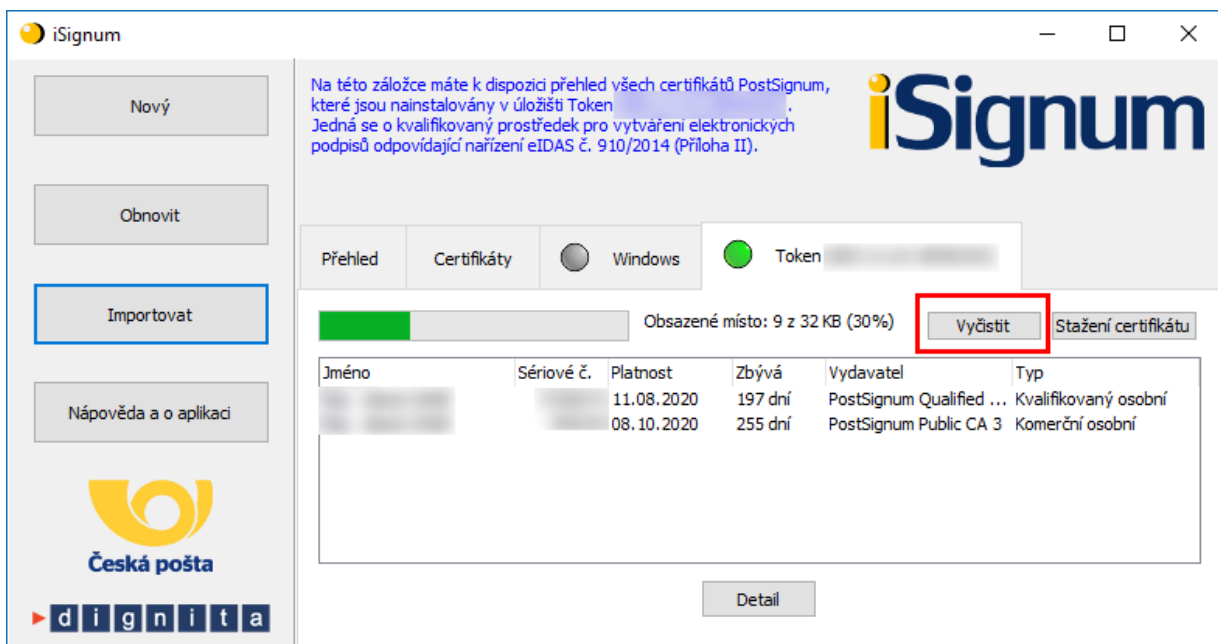 iSignum
Nový
Obnovit
Importovat
Nápověda a o aplikaci
Česká pošta
dignita
Na této záložce máte k dispozici přehled všech certifikátů PostSignum,
které jsou nainstalovány v úložišti Token .
Jedná se o kvalifikovaný prostředek pro vytváření elektronických
podpisů odpovídající nařízení eIDAS č. 910/2014 (Příloha II).
iSignum
Přehled Certifikáty Windows Token
Obsazené místo: 9 z 32 KB (30%) Vyčistit Stažení certifikátu
Jméno Sériové č. Platnost Zbývá Vydavatel Typ
11.08.2020 197 dní PostSignum Qualified ... Kvalifikovaný osobní
08.10.2020 255 dní PostSignum Public CA 3 Komerční osobní
Detail